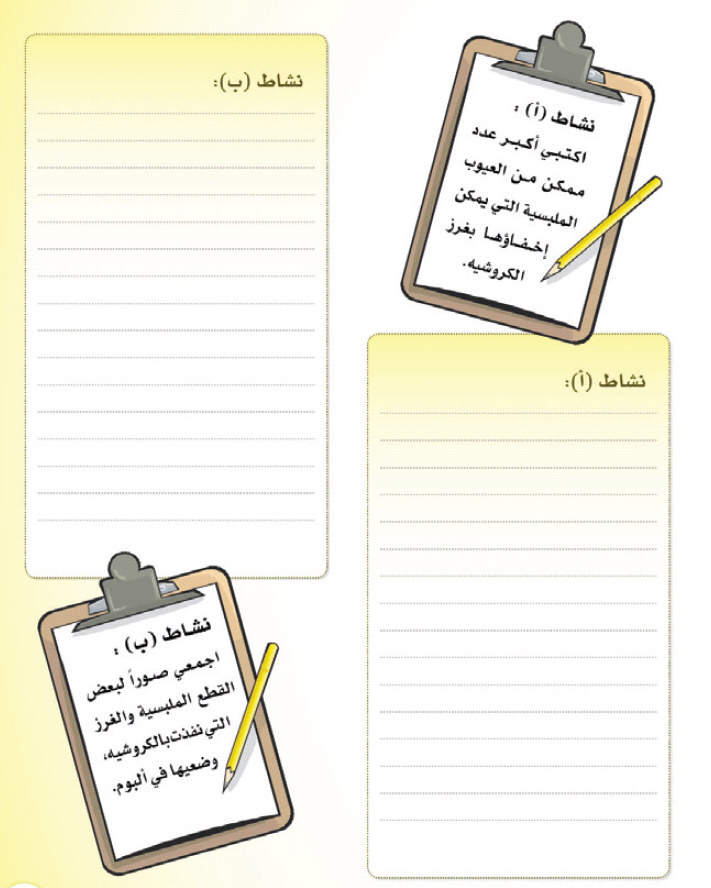 نشاط (أ) :
اكتبي أكبر عدد
ممكن من العيوب
الملبسية التي يمكن
إخفاؤها بغرز
الكروشيه.
نشاط (أ):
نشاط (ب):
نشاط (ب) :
اجمعي صوراً لبعض
القطع الملبسية والغرز
التي نفذت بالكروشيه،
وضعيها في ألبوم.